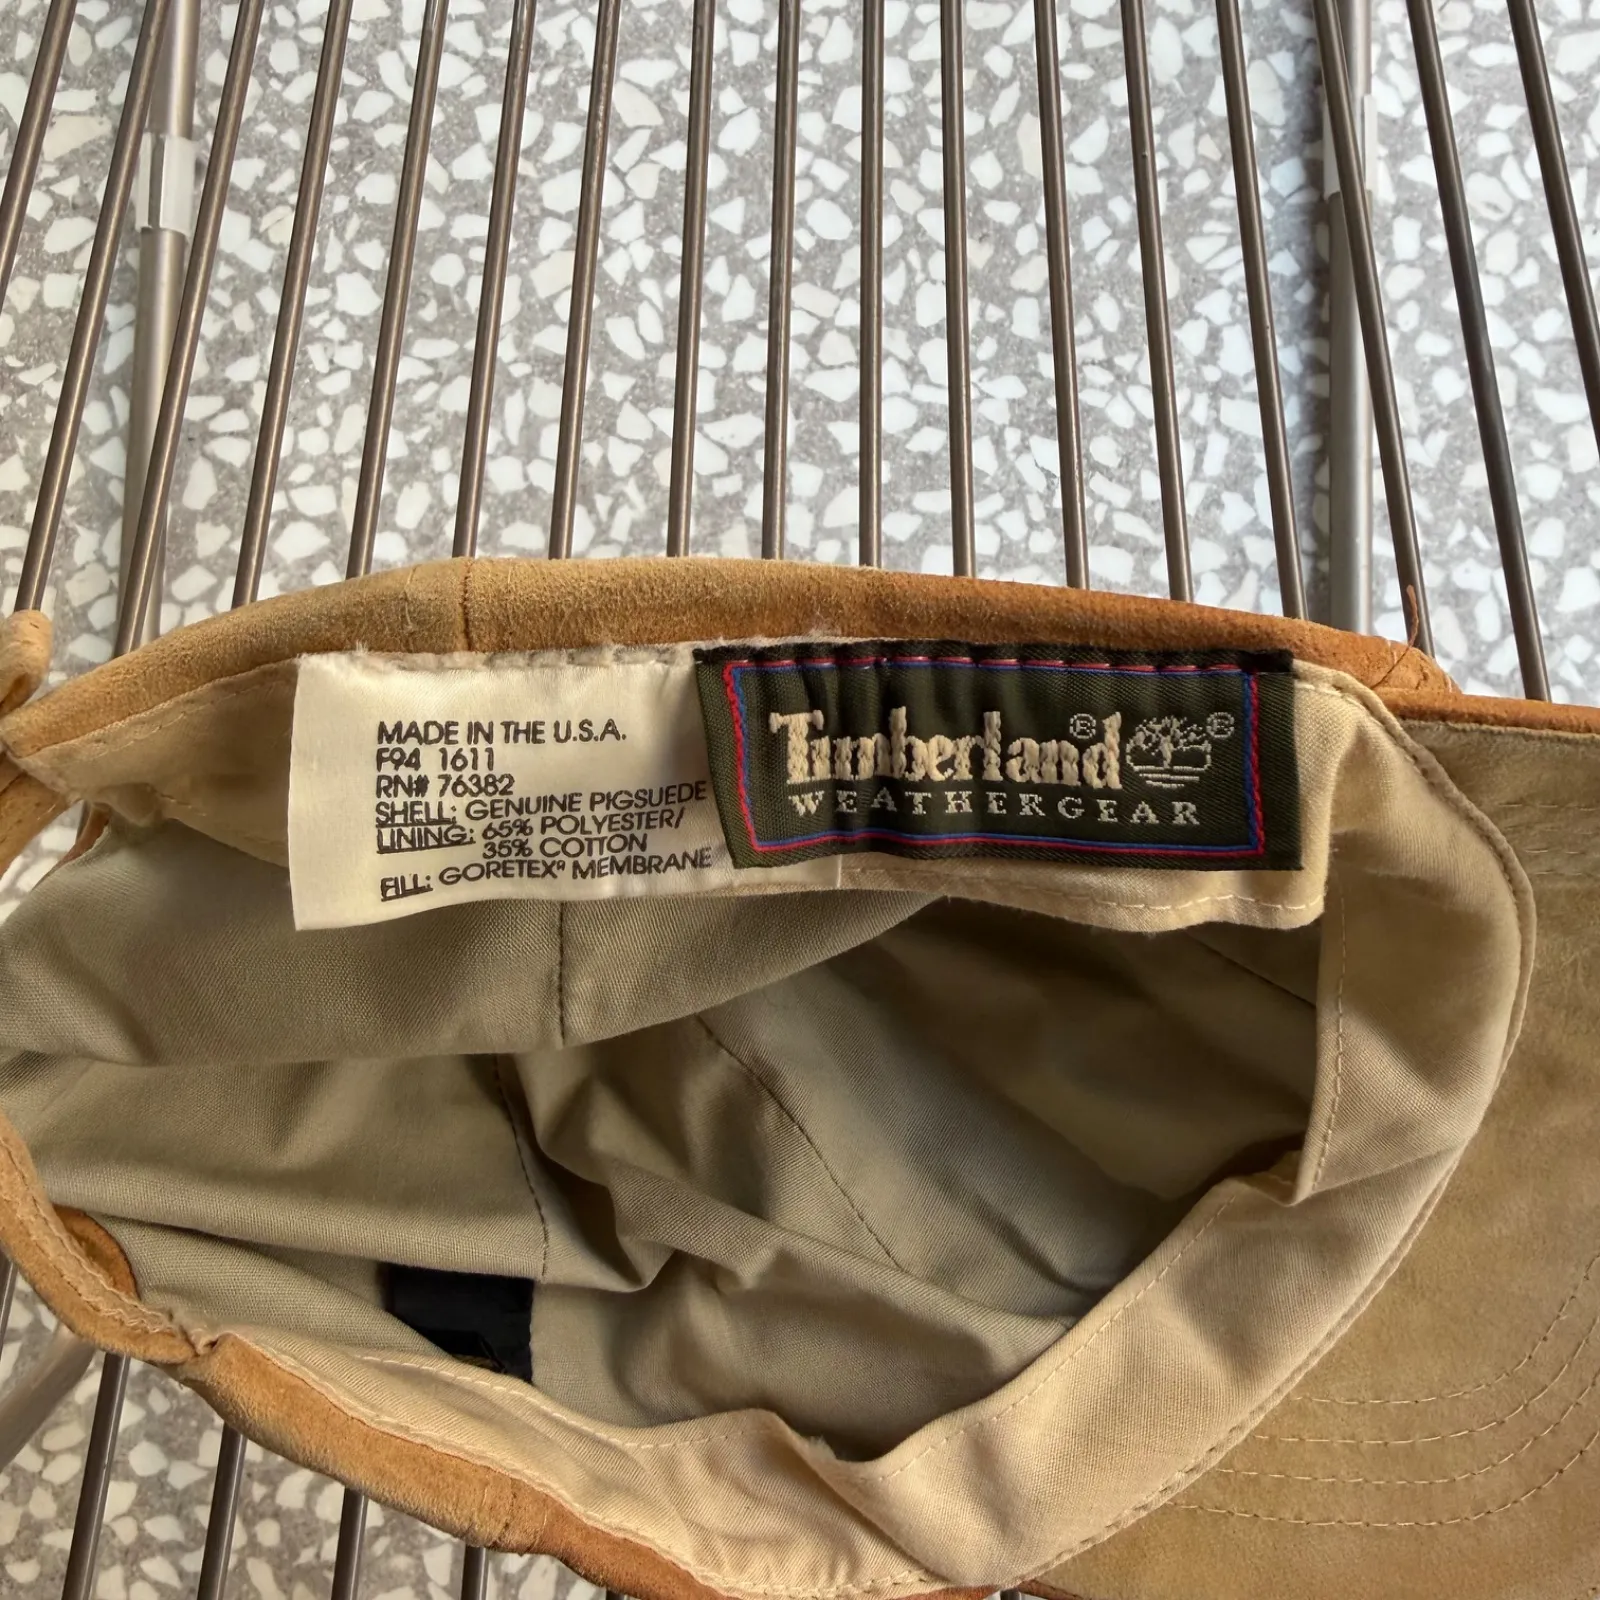 MADE IN THE U.S.A.
F94 1611
RN# 76382
SHELL: GENUINE PIGSUEDE
LINING: 65% POLYESTER/
35% COTTON
FILL: GORETEX® MEMBRANE
Timberland® ®
WEATHERGEAR